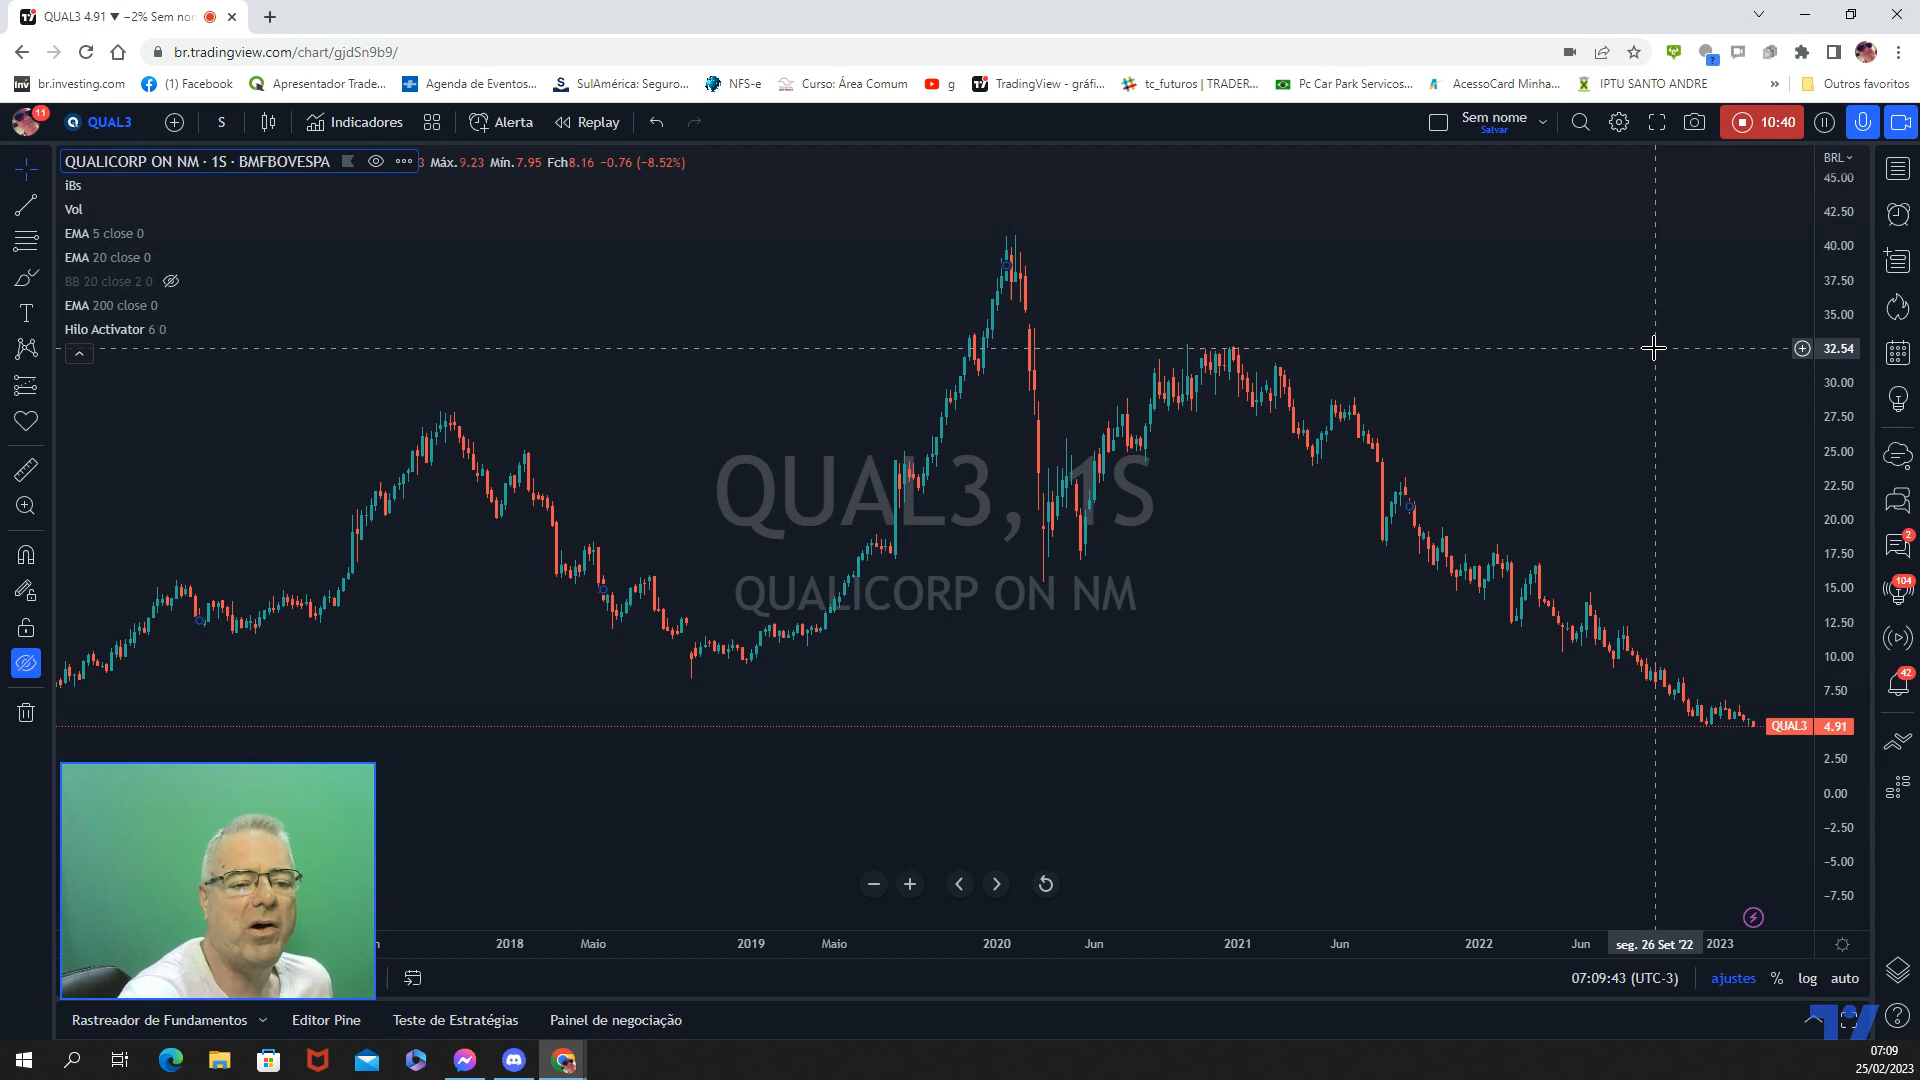 QUAL3 4.91 ▼ −2% Sem nor
br.tradingview.com/chart/gjdSn9b9/
br.investing.com
(1) Facebook
Apresentador Trade...
Agenda de Eventos...
SulAmérica: Seguro...
NFS-e
Curso: Área Comum
g
TradingView - gráfi...
tc_futuros | TRADER...
Pc Car Park Servicos...
AcessoCard Minha...
IPTU SANTO ANDRE
»
Outros favoritos
11
QUAL3
S
Indicadores
Alerta
Replay
Sem nome
Salvar
10:40
QUALICORP ON NM · 1S · BMFBOVESPA
3 Máx.9.23 Mín.7.95 Fch8.16 −0.76 (−8.52%)
BRL
iBs
Vol
EMA 5 close 0
EMA 20 close 0
BB 20 close 2 0
EMA 200 close 0
Hilo Activator 6 0
45.00
42.50
40.00
37.50
35.00
32.54
30.00
27.50
25.00
22.50
20.00
17.50
15.00
12.50
10.00
7.50
QUAL3 4.91
2.50
0.00
−2.50
−5.00
−7.50
QUAL3, 1S
QUALICORP ON NM
2
104
42
2018
Maio
2019
Maio
2020
Jun
2021
Jun
2022
Jun
seg. 26 Set '22
2023
07:09:43 (UTC-3)
ajustes
%
log
auto
Rastreador de Fundamentos
Editor Pine
Teste de Estratégias
Painel de negociação
07:09
25/02/2023